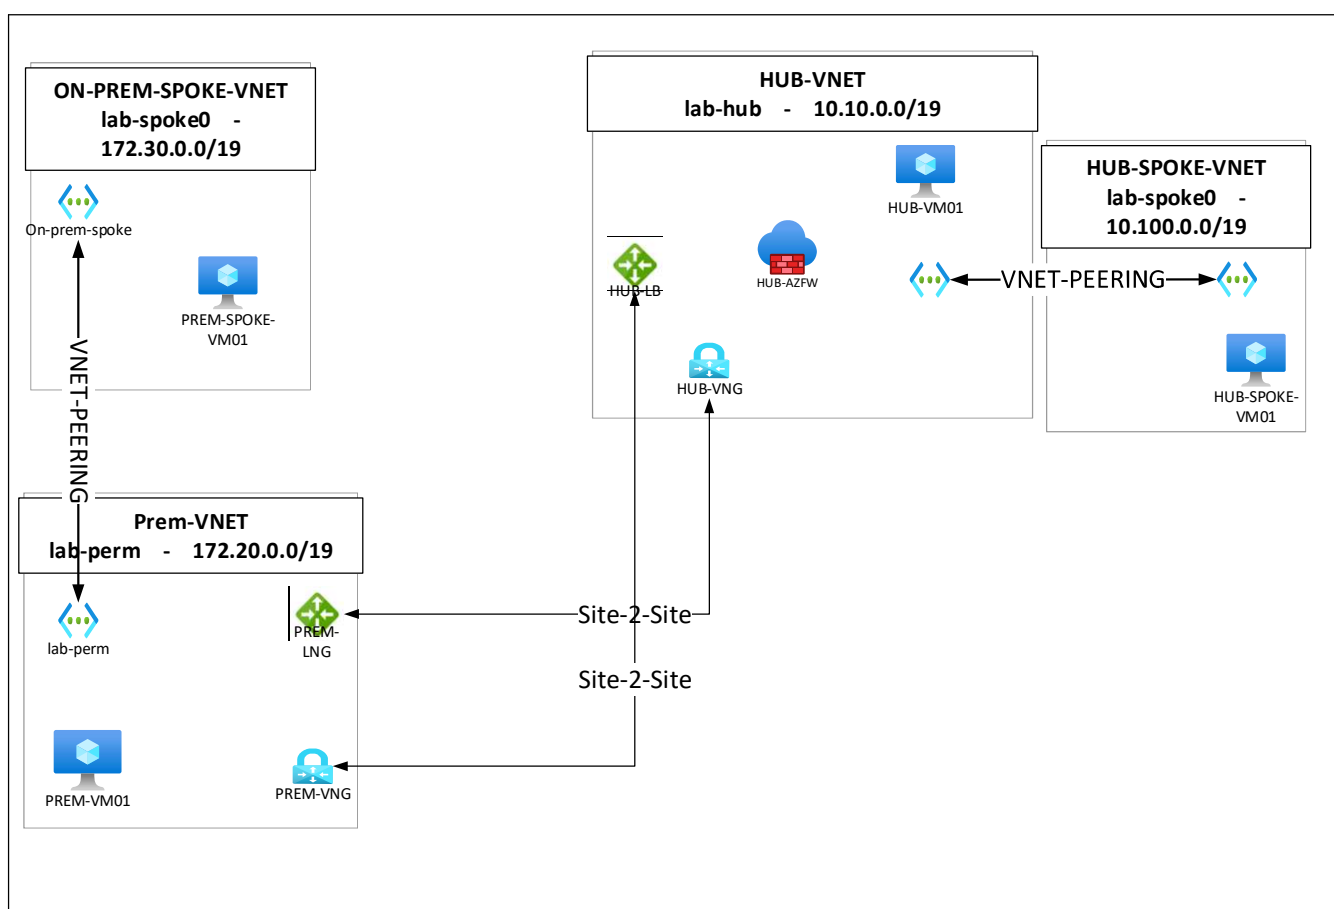 ON-PREM-SPOKE-VNET
lab-spoke0 -
172.30.0.0/19
On-prem-spoke
PREM-SPOKE-
VM01
VNET-PEERING
HUB-VNET
lab-hub - 10.10.0.0/19
HUB-VM01
HUB-LB
HUB-AZFW
HUB-VNG
VNET-PEERING
HUB-SPOKE-VNET
lab-spoke0 -
10.100.0.0/19
HUB-SPOKE-
VM01
Prem-VNET
lab-perm - 172.20.0.0/19
lab-perm
PREM-
LNG
PREM-VM01
PREM-VNG
Site-2-Site
Site-2-Site